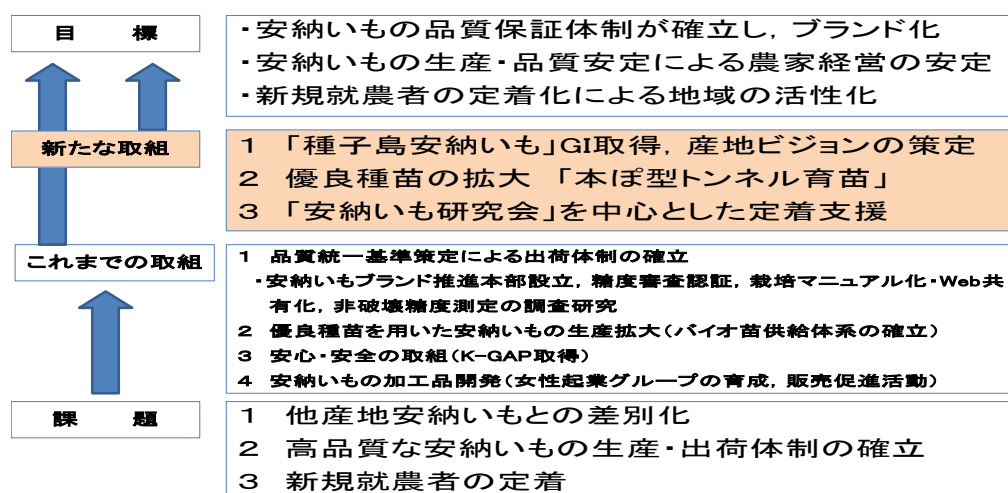 目　標
・安納いもの品質保証体制が確立し，ブランド化
・安納いもの生産・品質安定による農家経営の安定
・新規就農者の定着化による地域の活性化
新たな取組
１　「種子島安納いも」GI取得，産地ビジョンの策定
２　優良種苗の拡大　「本ぽ型トンネル育苗」
３　「安納いも研究会」を中心とした定着支援
これまでの取組
１　品質統一基準策定による出荷体制の確立
・安納いもブランド推進本部設立，糖度審査認証，栽培マニュアル化・Web共
有化，非破壊糖度測定の調査研究
２　優良種苗を用いた安納いもの生産拡大（バイオ苗供給体系の確立）
３　安心・安全の取組（K-GAP取得）
４　安納いもの加工品開発（女性起業グループの育成，販売促進活動）
課　題
１　他産地安納いもとの差別化
２　高品質な安納いもの生産・出荷体制の確立
３　新規就農者の定着